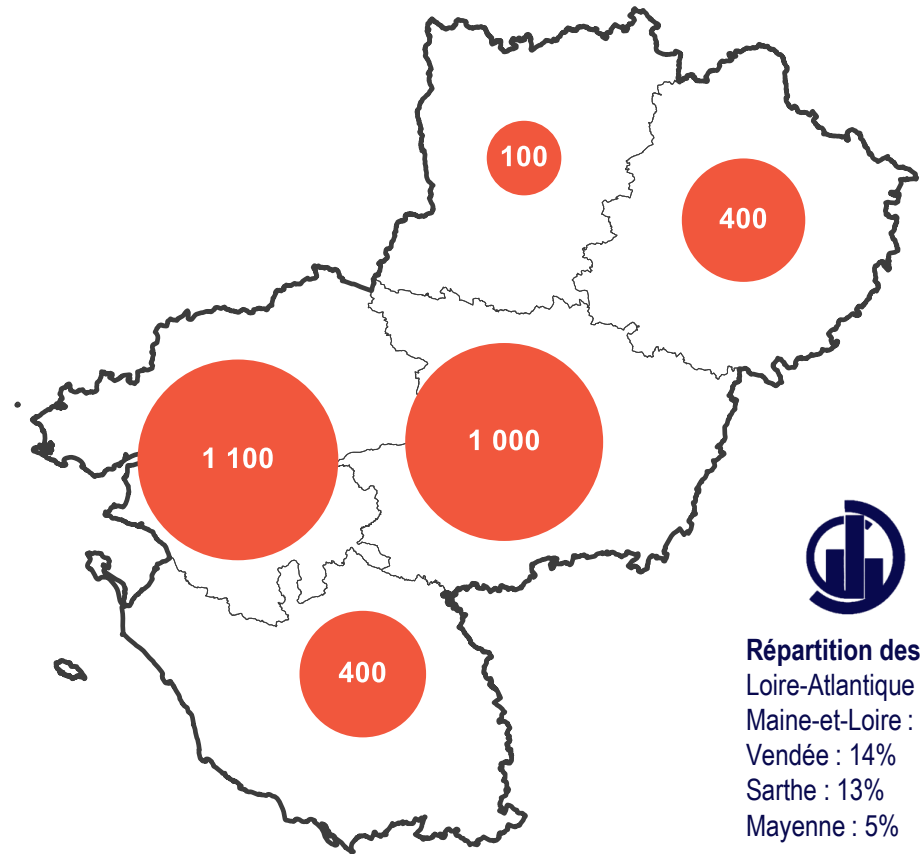 100
400
1 100
1 000
400
Répartition des
Loire-Atlantique
Maine-et-Loire :
Vendée : 14%
Sarthe : 13%
Mayenne : 5%